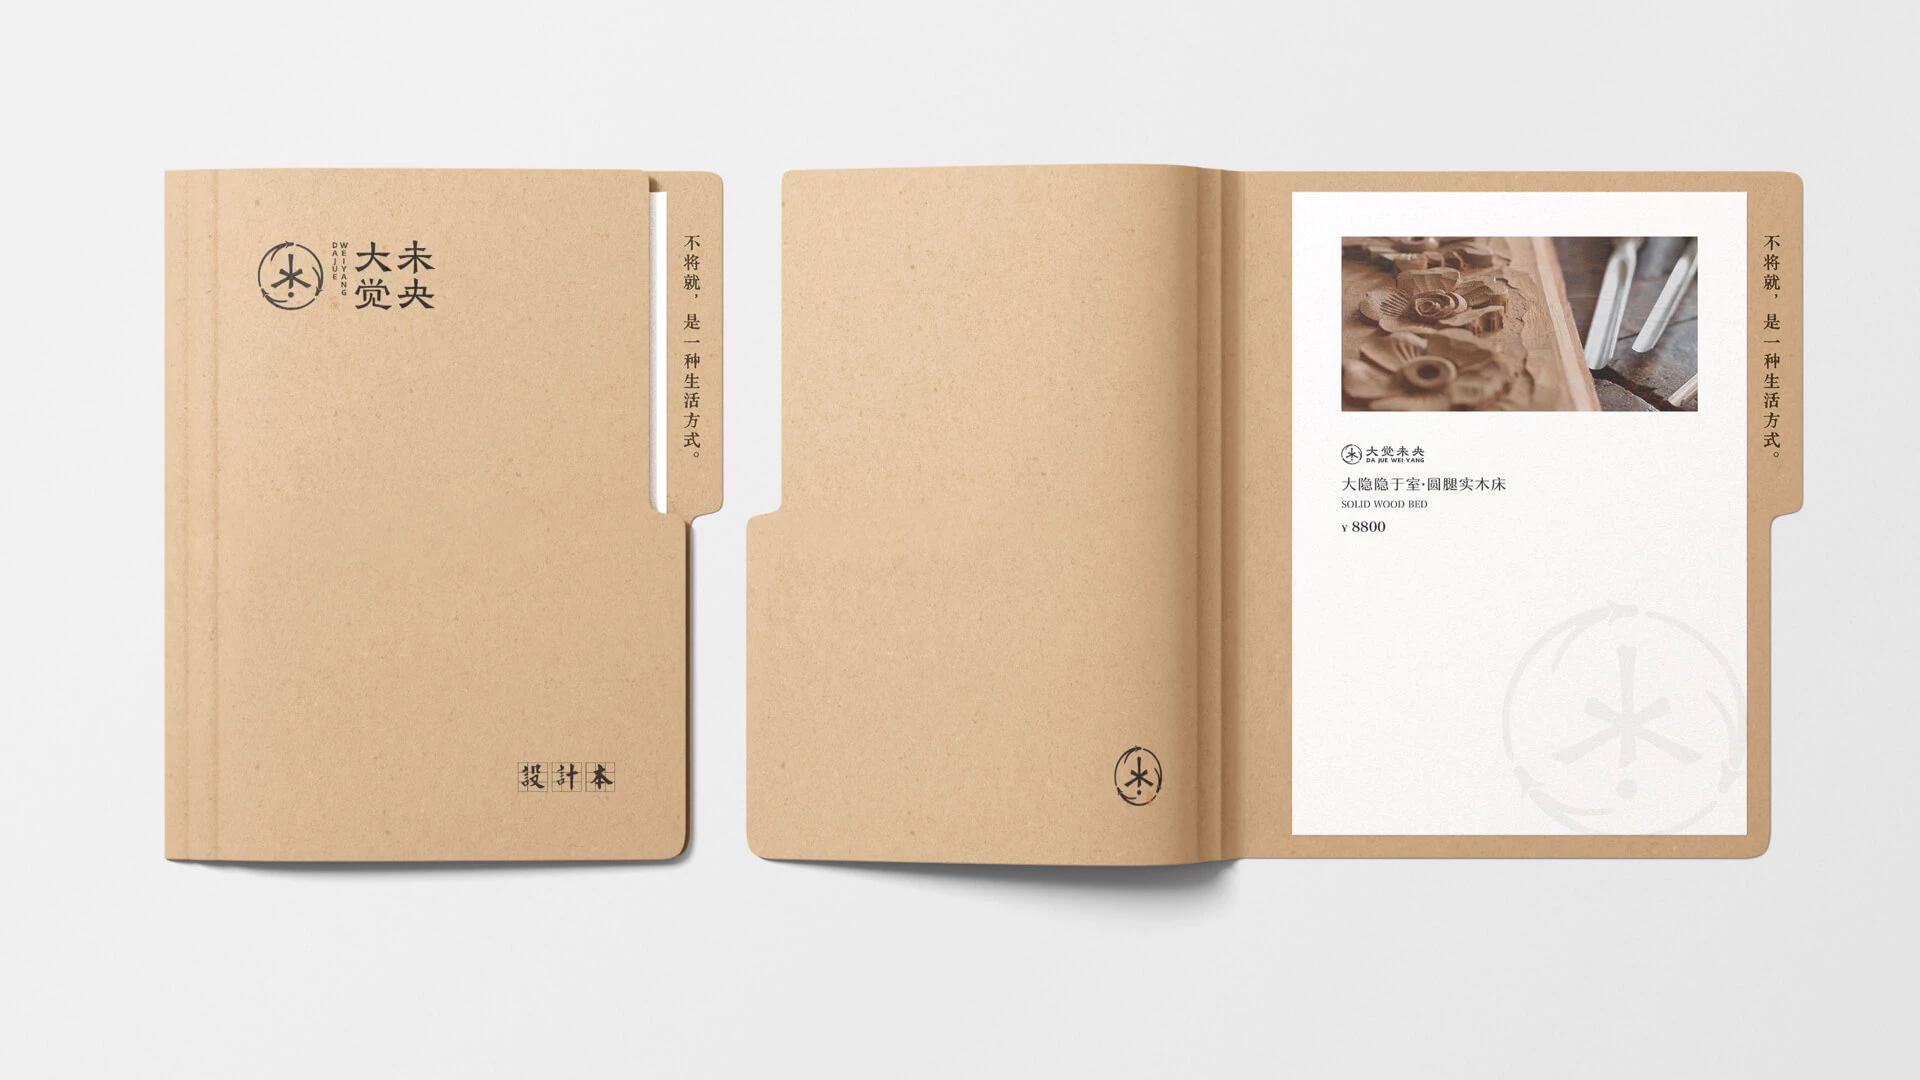 大觉
未央
DAJUE
WEIYANG
不将就，是一种生活方式。
設計本
大觉未央
DA JUE WEI YANG
大隐隐于室·圆腿实木床
SOLID WOOD BED
¥ 8800
不将就，是一种生活方式。